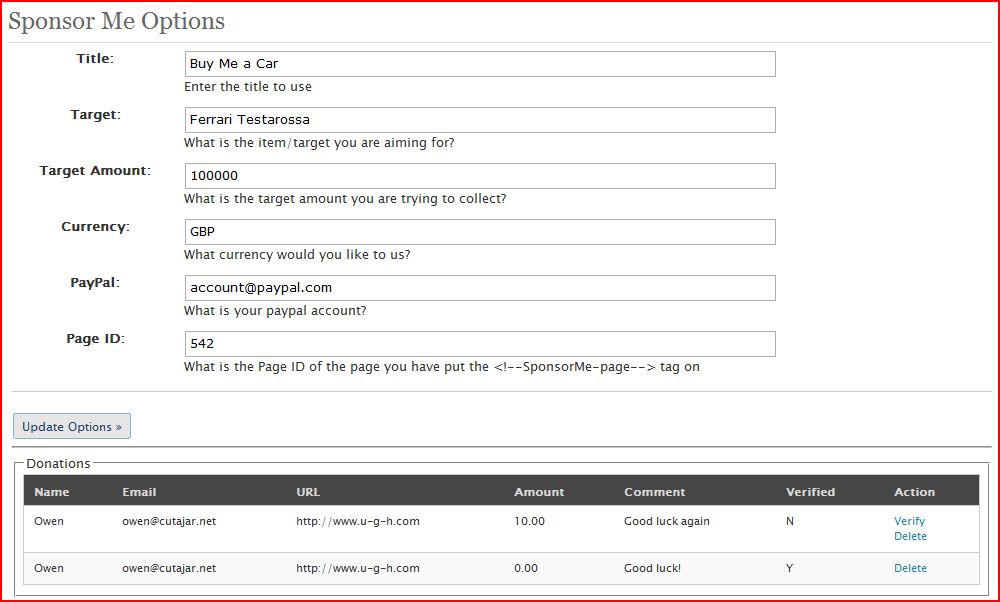 Sponsor Me Options
Title:
Buy Me a Car
Enter the title to use
Target:
Ferrari Testarossa
What is the item/target you are aiming for?
Target Amount:
100000
What is the target amount you are trying to collect?
Currency:
GBP
What currency would you like to us?
PayPal:
account@paypal.com
What is your paypal account?
Page ID:
542
What is the Page ID of the page you have put the <!--SponsorMe-page--> tag on
Update Options »
Donations
Name Email URL Amount Comment Verified Action
Owen owen@cutajar.net http://www.u-g-h.com 10.00 Good luck again N Verify
Delete
Owen owen@cutajar.net http://www.u-g-h.com 0.00 Good luck! Y Delete